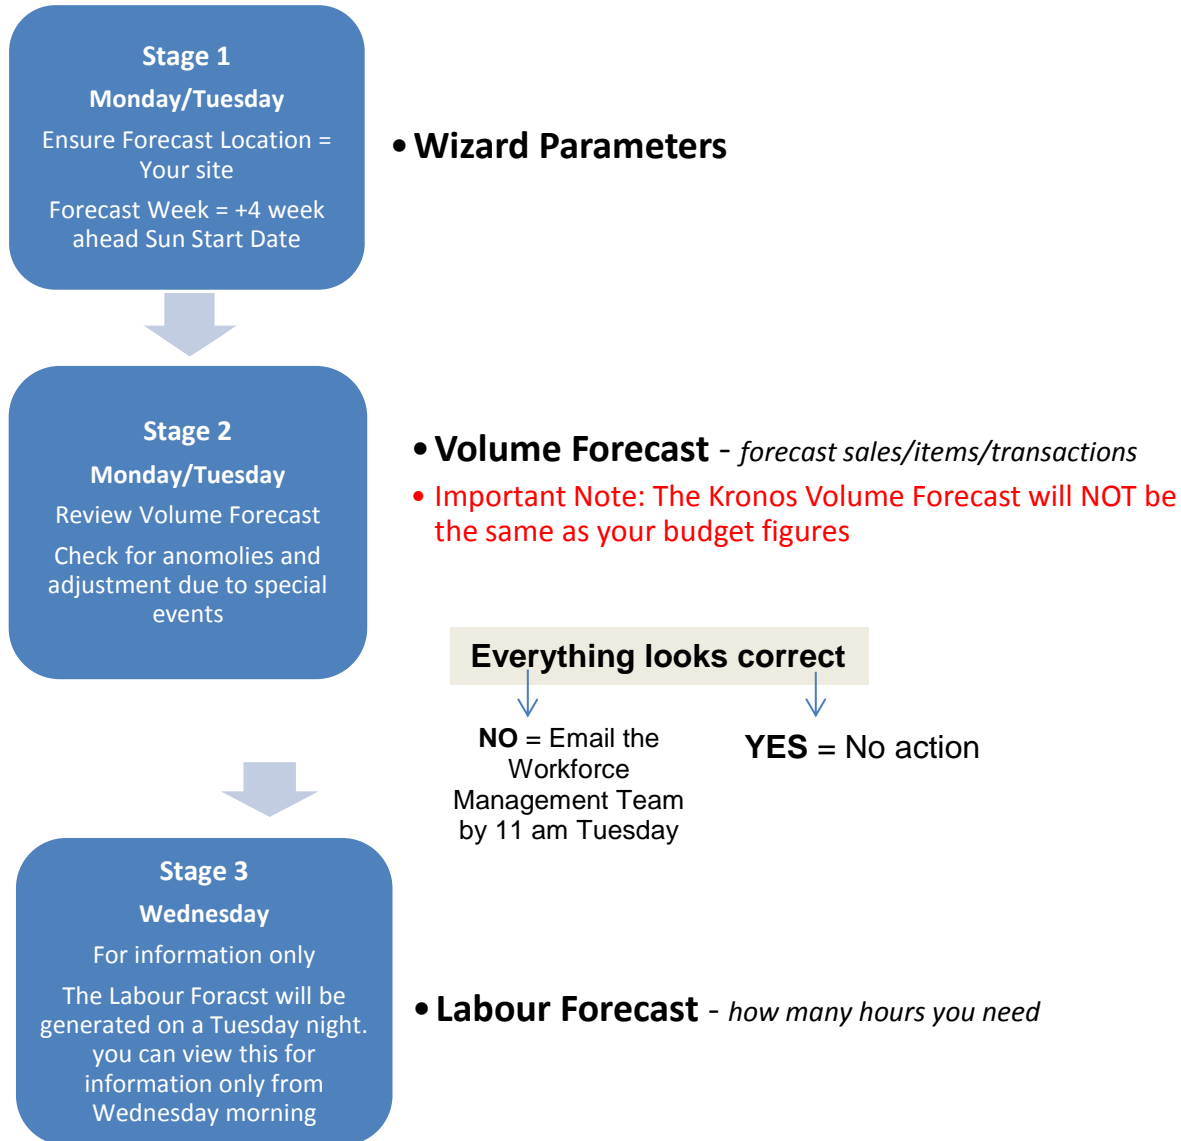 Stage 1
Monday/Tuesday
Ensure Forecast Location =
Your site
Forecast Week = +4 week
ahead Sun Start Date
• Wizard Parameters
Stage 2
Monday/Tuesday
Review Volume Forecast
Check for anomolies and
adjustment due to special
events
• Volume Forecast - forecast sales/items/transactions
• Important Note: The Kronos Volume Forecast will NOT be
the same as your budget figures
Everything looks correct
NO = Email the
Workforce
Management Team
by 11 am Tuesday
YES = No action
Stage 3
Wednesday
For information only
The Labour Foracst will be
generated on a Tuesday night.
you can view this for
information only from
Wednesday morning
• Labour Forecast - how many hours you need